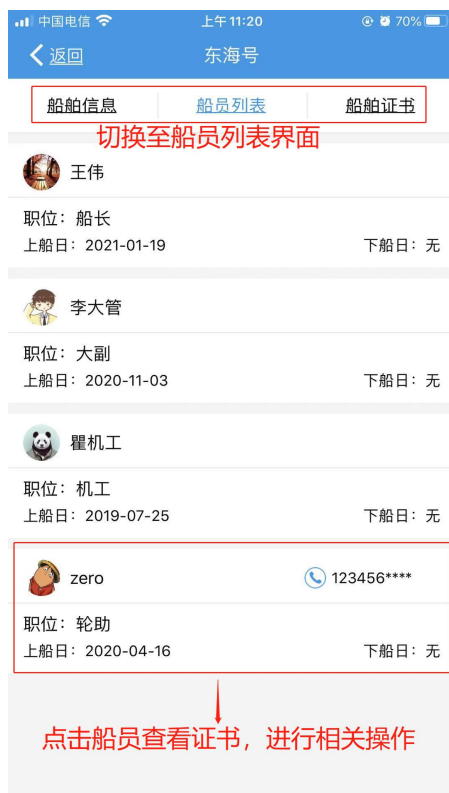 中国电信 上午11:20 70%
返回 东海号
船舶信息 船员列表 船舶证书
切换至船员列表界面
王伟
职位：船长
上船日：2021-01-19 下船日：无
李大管
职位：大副
上船日：2020-11-03 下船日：无
瞿机工
职位：机工
上船日：2019-07-25 下船日：无
zero 123456****
职位：轮助
上船日：2020-04-16 下船日：无
点击船员查看证书，进行相关操作